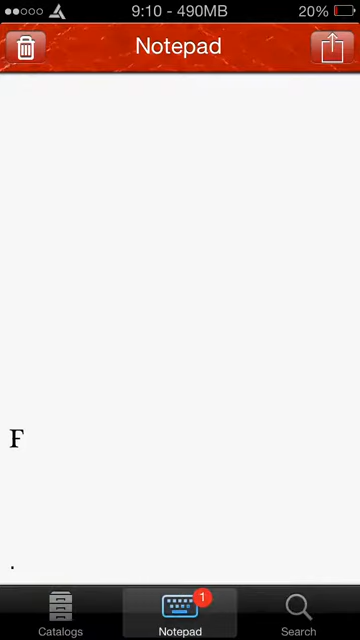 9:10 - 490MB
20%
Notepad
F
.
1
Catalogs
Notepad
Search